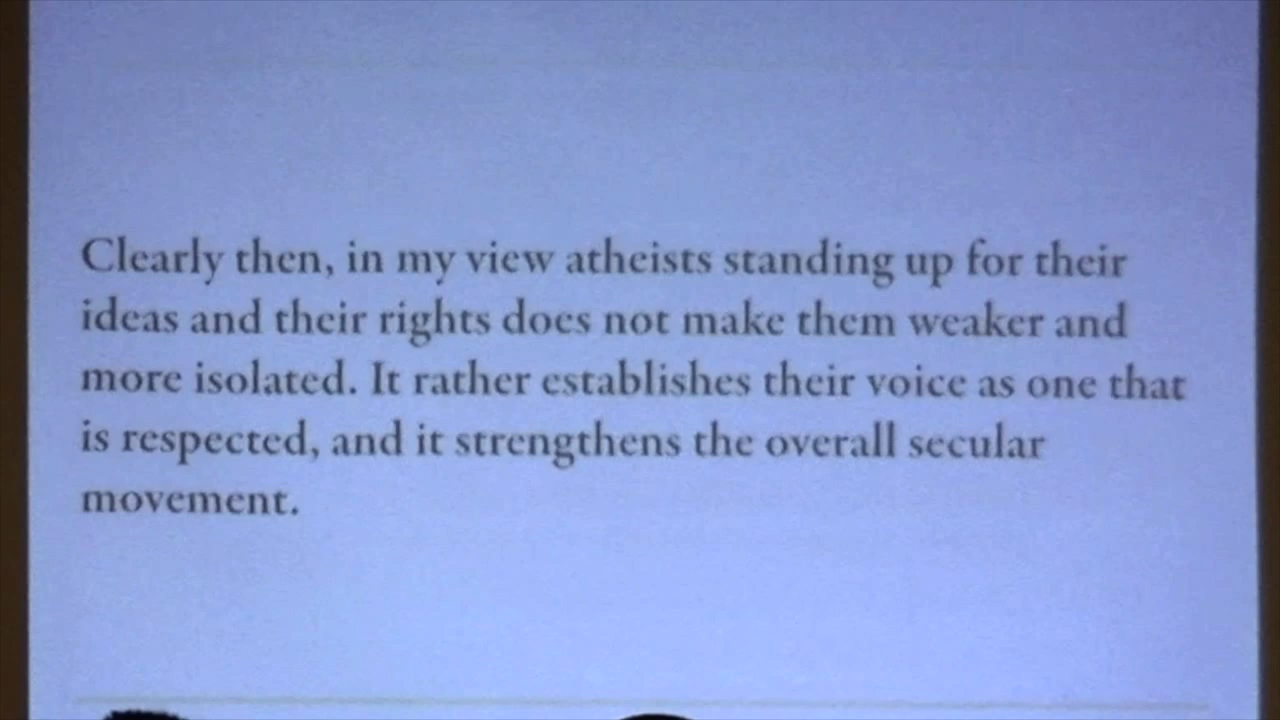 Clearly then, in my view atheists standing up for their
ideas and their rights does not make them weaker and
more isolated. It rather establishes their voice as one that
is respected, and it strengthens the overall secular
movement.